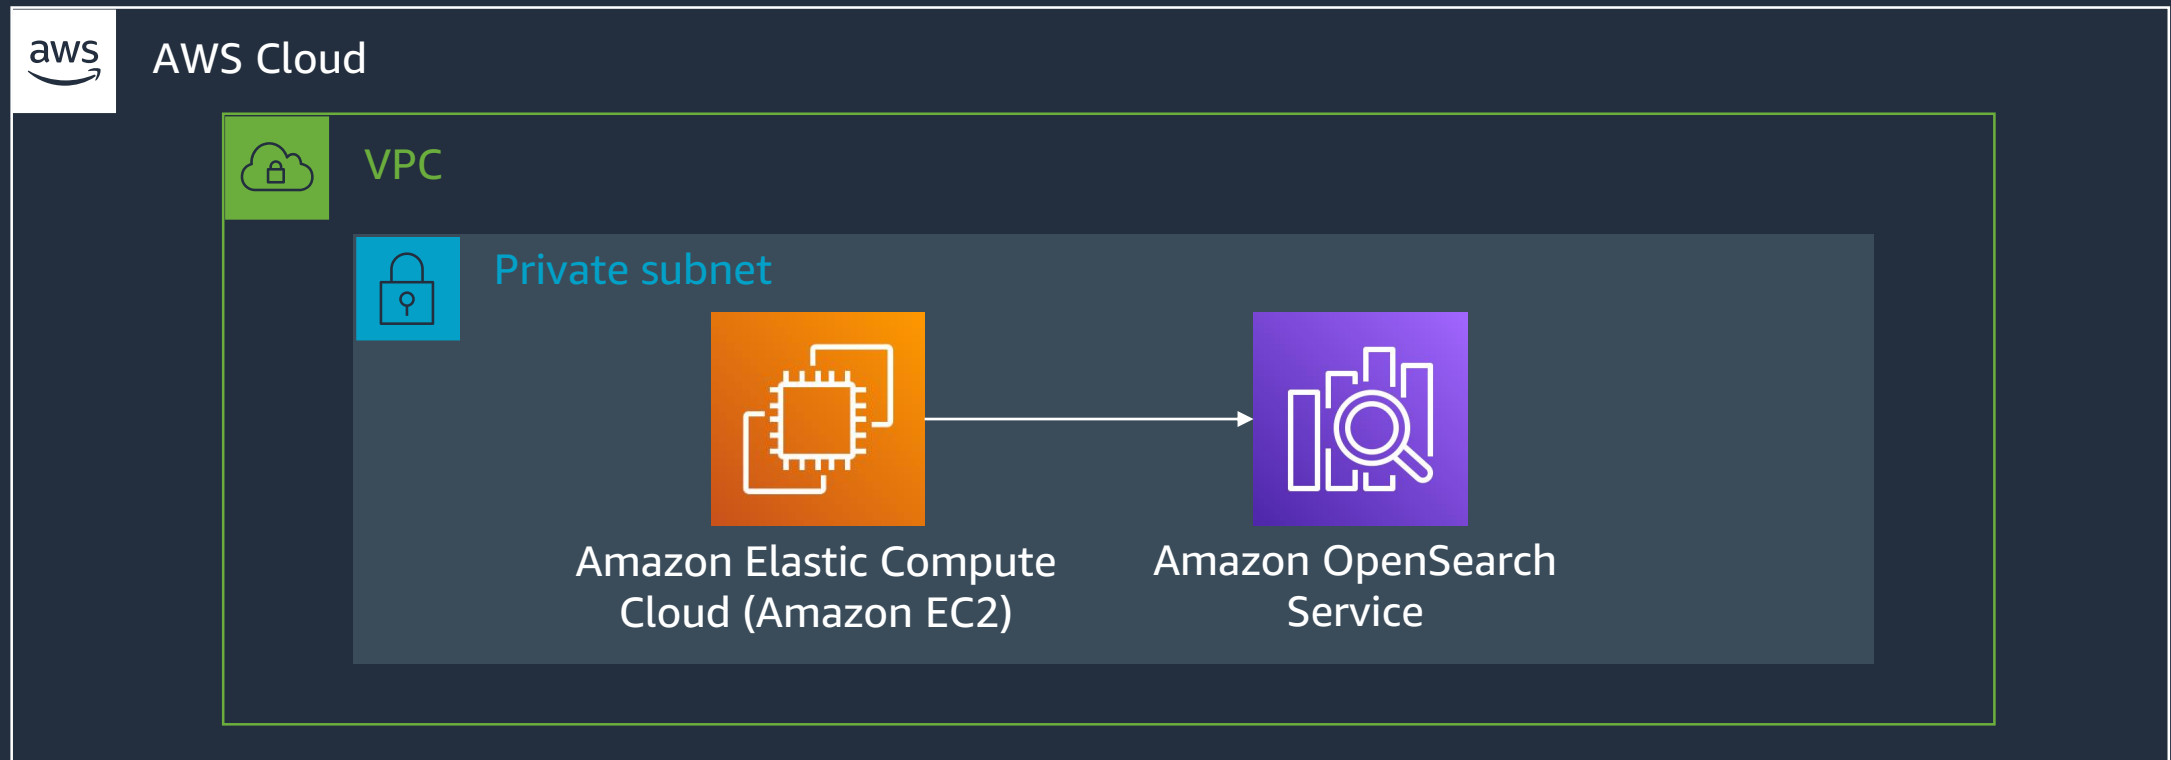 aws
AWS Cloud
VPC
Private subnet
Amazon Elastic Compute
Cloud (Amazon EC2)
Amazon OpenSearch
Service